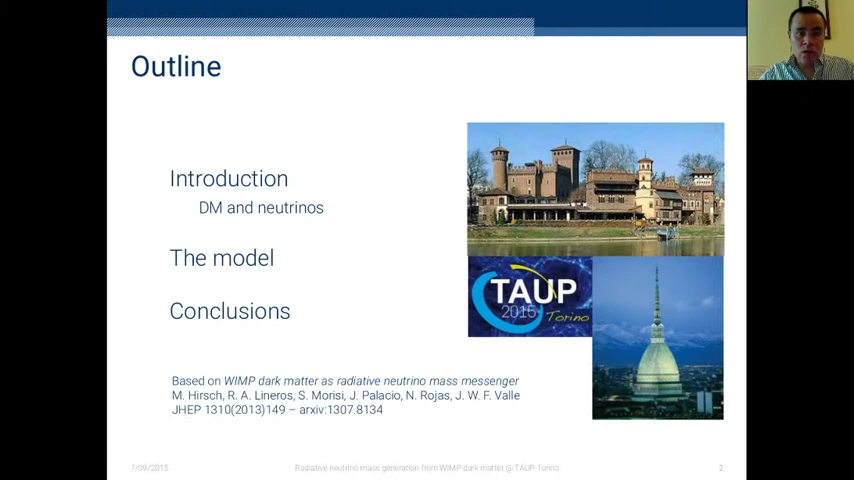 Outline
Introduction
DM and neutrinos
The model
Conclusions
TAUP
2015
Torino
Based on WIMP dark matter as radiative neutrino mass messenger
M. Hirsch, R. A. Lineros, S. Morisi, J. Palacio, N. Rojas, J. W. F. Valle
JHEP 1310(2013)149 – arxiv:1307.8134
7/09/2015
Radiative neutrino mass generation from WIMP dark matter @ TAUP-Torino
2